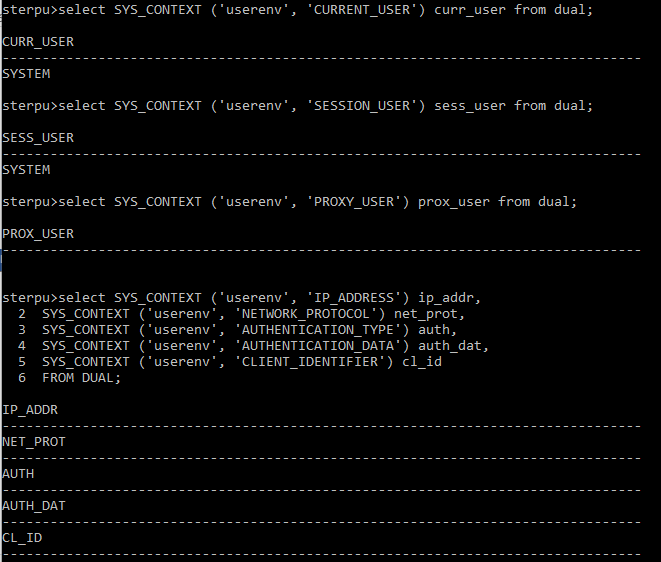 sterpu>select SYS_CONTEXT ('userenv', 'CURRENT_USER') curr_user from dual;
CURR_USER
--------------------------------------------------------------------------------
SYSTEM
sterpu>select SYS_CONTEXT ('userenv', 'SESSION_USER') sess_user from dual;
SESS_USER
--------------------------------------------------------------------------------
SYSTEM
sterpu>select SYS_CONTEXT ('userenv', 'PROXY_USER') prox_user from dual;
PROX_USER
--------------------------------------------------------------------------------
sterpu>select SYS_CONTEXT ('userenv', 'IP_ADDRESS') ip_addr,
  2  SYS_CONTEXT ('userenv', 'NETWORK_PROTOCOL') net_prot,
  3  SYS_CONTEXT ('userenv', 'AUTHENTICATION_TYPE') auth,
  4  SYS_CONTEXT ('userenv', 'AUTHENTICATION_DATA') auth_dat,
  5  SYS_CONTEXT ('userenv', 'CLIENT_IDENTIFIER') cl_id
  6  FROM DUAL;
IP_ADDR
--------------------------------------------------------------------------------
NET_PROT
--------------------------------------------------------------------------------
AUTH
--------------------------------------------------------------------------------
AUTH_DAT
--------------------------------------------------------------------------------
CL_ID
--------------------------------------------------------------------------------